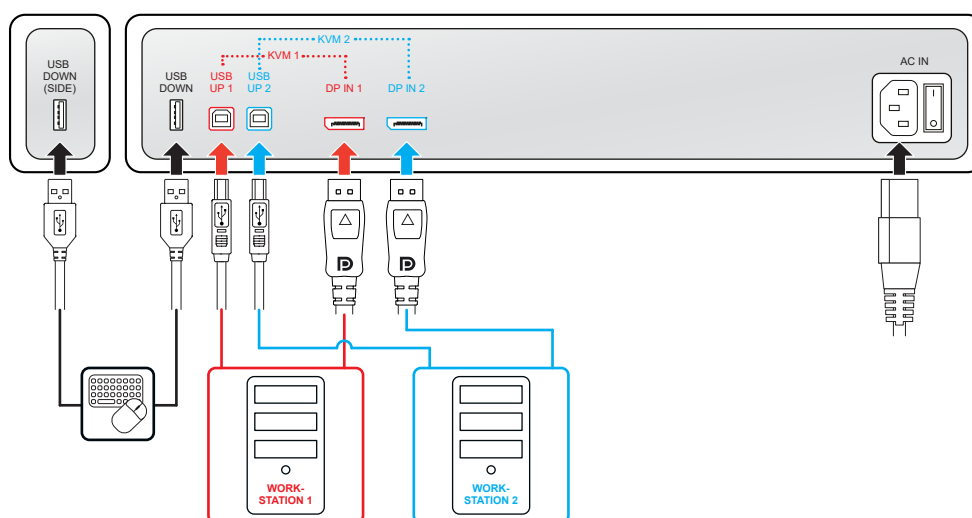 KVM 2
KVM 1
USB
DOWN
(SIDE)
USB
DOWN
USB
UP 1
USB
UP 2
DP IN 1
DP IN 2
AC IN
WORK-
STATION 1
WORK-
STATION 2